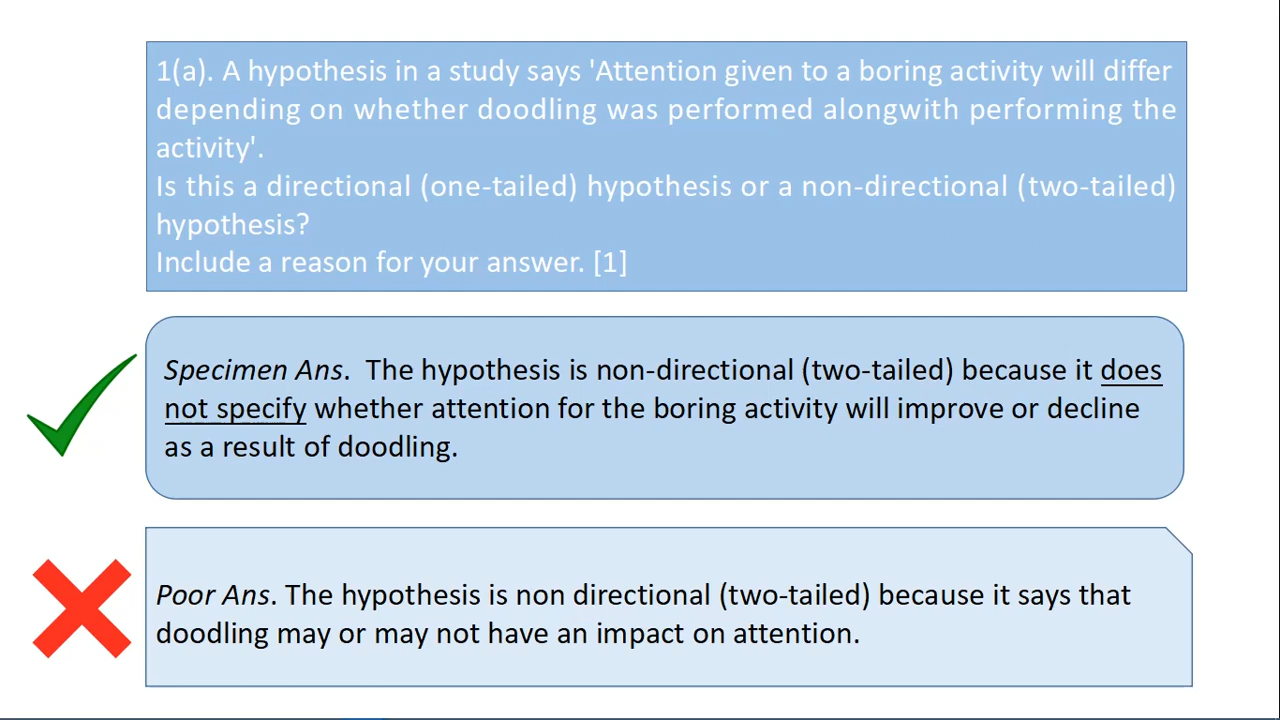 1(a). A hypothesis in a study says 'Attention given to a boring activity will differ
depending on whether doodling was performed alongwith performing the
activity'.
Is this a directional (one-tailed) hypothesis or a non-directional (two-tailed)
hypothesis?
Include a reason for your answer. [1]
Specimen Ans.  The hypothesis is non-directional (two-tailed) because it does
not specify whether attention for the boring activity will improve or decline
as a result of doodling.
Poor Ans. The hypothesis is non directional (two-tailed) because it says that
doodling may or may not have an impact on attention.